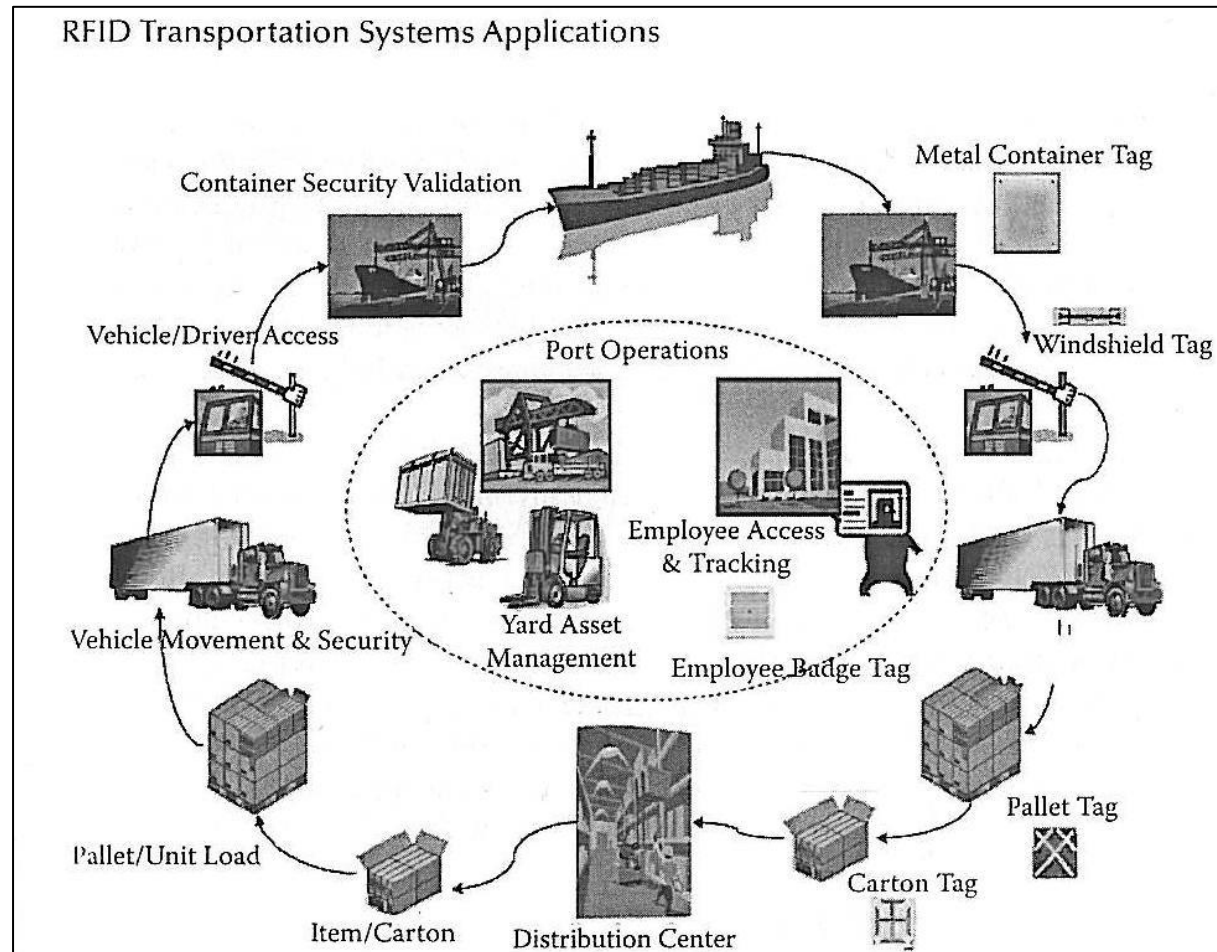 RFID Transportation Systems Applications
Metal Container Tag
Container Security Validation
Vehicle/Driven Access
Port Operations
Windshield Tag
Employee Access
& Tracking
Yard Asset
Management
Vehicle Movement & Security
Employee Badge Tag
Pallet Tag
Pallet/Unit Load
Carton Tag
Item/Carton
Distribution Center